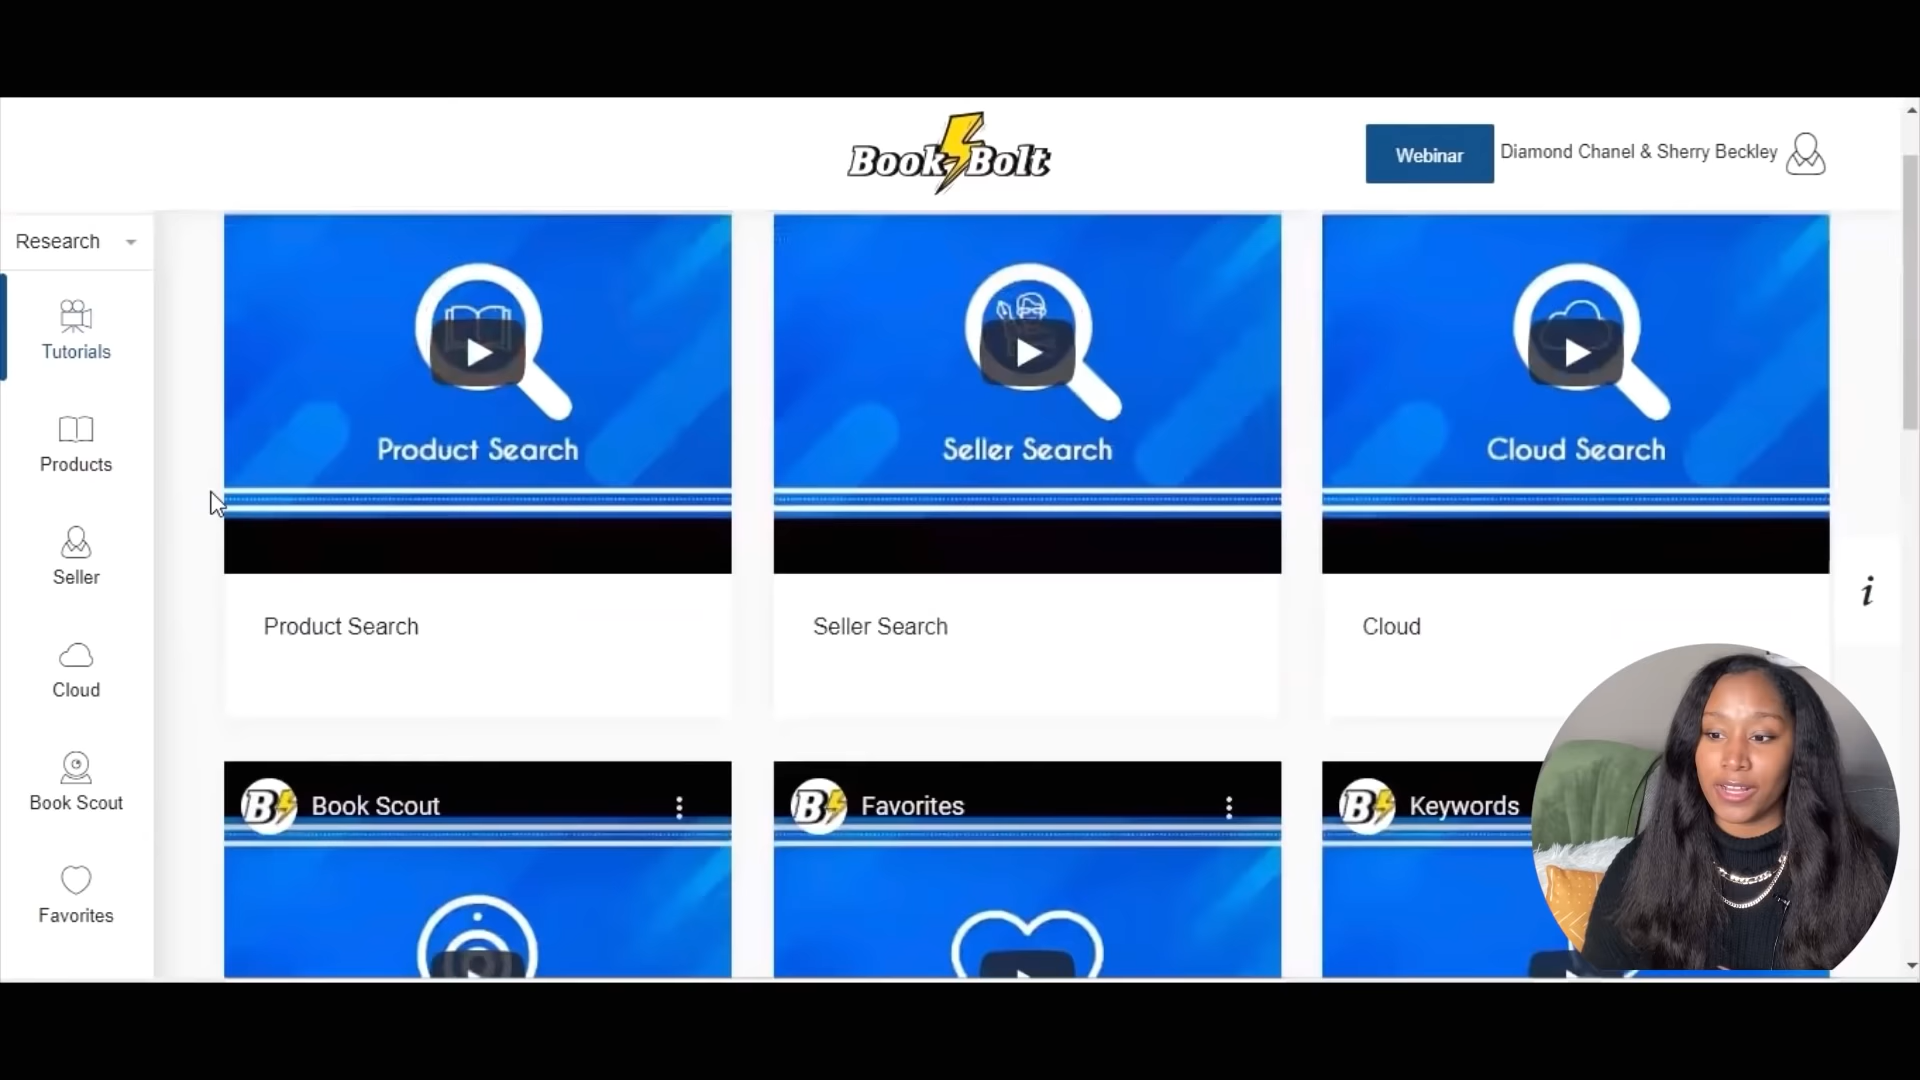 Book Bolt
Webinar
Diamond Chanel & Sherry Beckley
Research
Tutorials
Products
Seller
Cloud
Book Scout
Favorites
Product Search
Seller Search
Cloud Search
Product Search
Seller Search
Cloud
i
B Book Scout
B Favorites
B Keywords